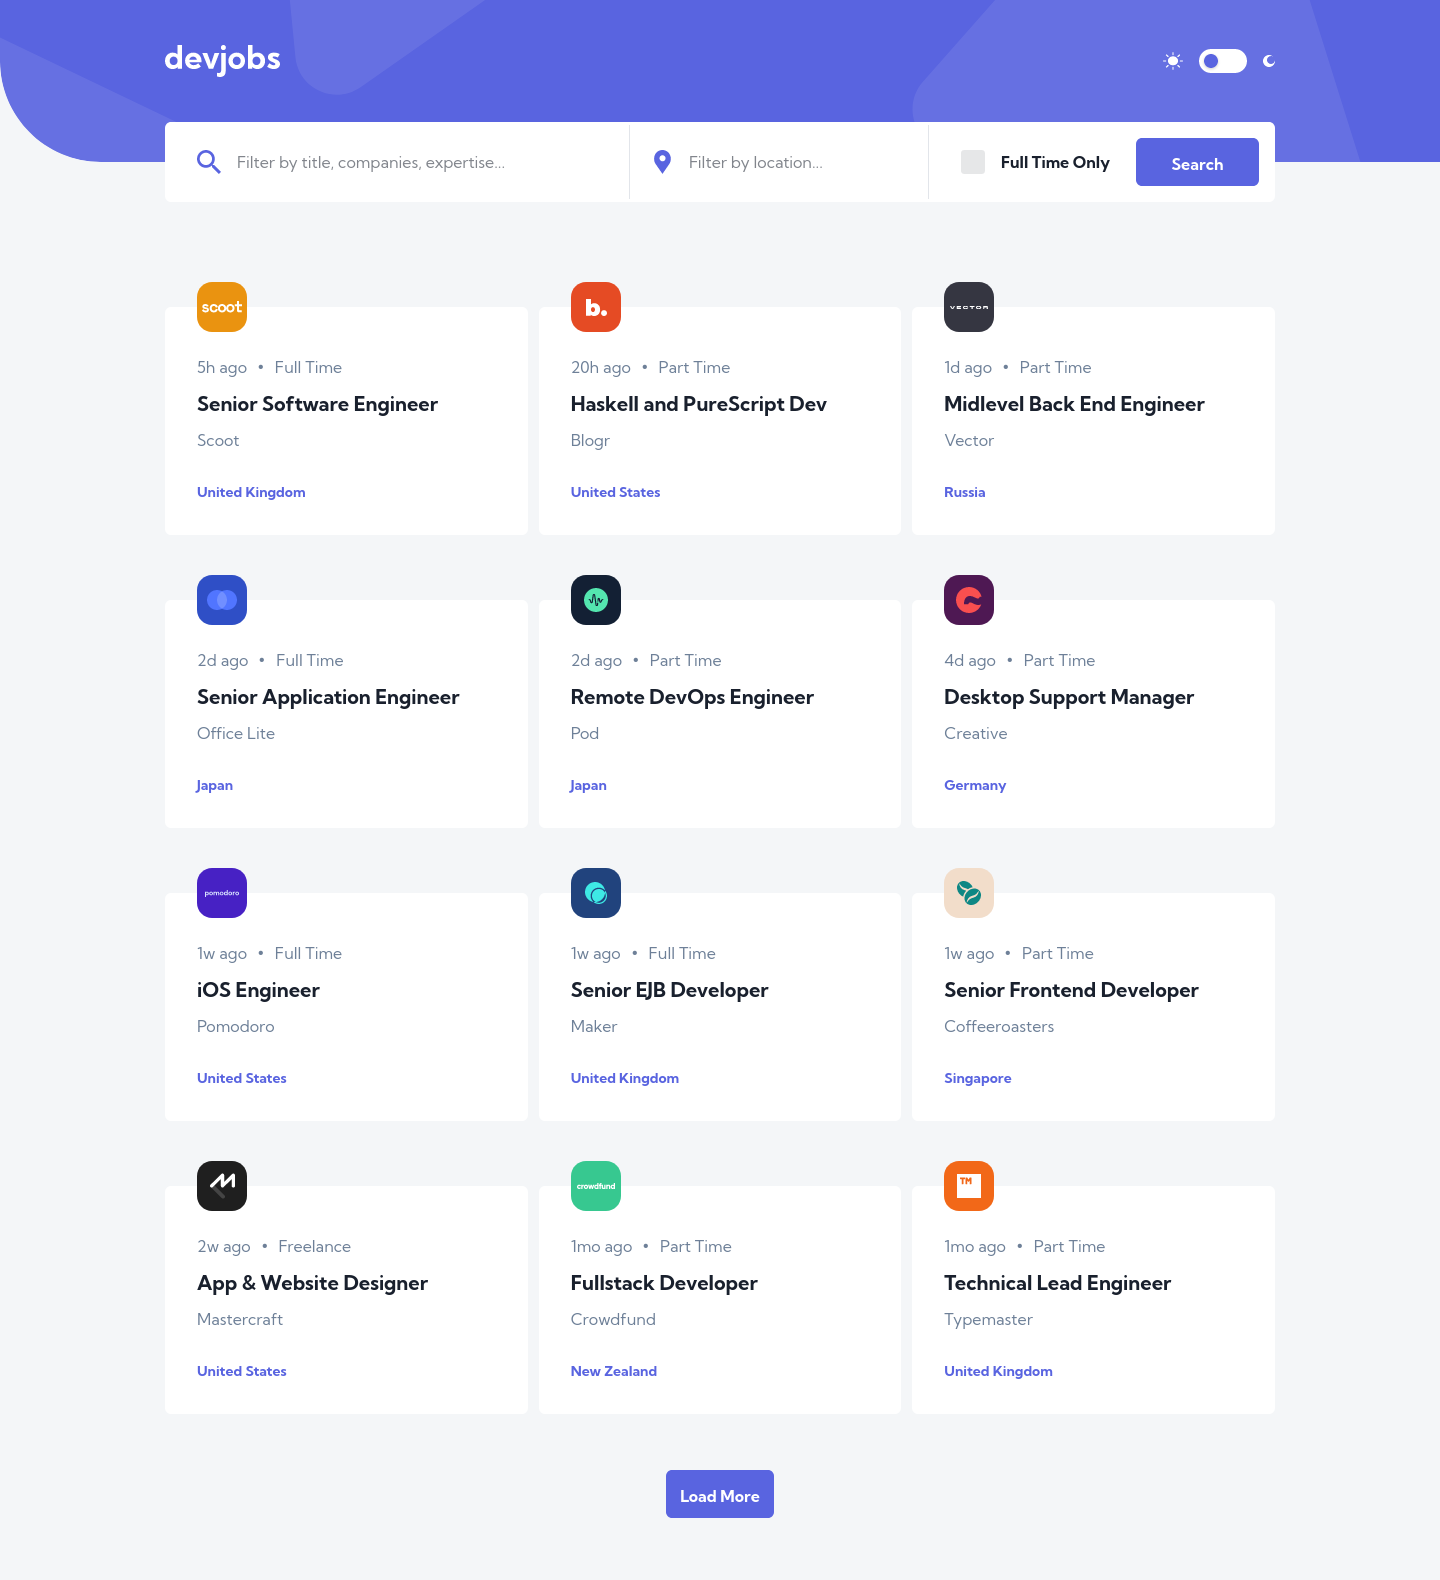 devjobs
Filter by title, companies, expertise...
Filter by location...
Full Time Only
Search
scoot
5h ago • Full Time
Senior Software Engineer
Scoot
United Kingdom
b.
20h ago • Part Time
Haskell and PureScript Dev
Blogr
United States
VECTOR
1d ago • Part Time
Midlevel Back End Engineer
Vector
Russia
2d ago • Full Time
Senior Application Engineer
Office Lite
Japan
2d ago • Part Time
Remote DevOps Engineer
Pod
Japan
4d ago • Part Time
Desktop Support Manager
Creative
Germany
pomodoro
1w ago • Full Time
iOS Engineer
Pomodoro
United States
1w ago • Full Time
Senior EJB Developer
Maker
United Kingdom
1w ago • Part Time
Senior Frontend Developer
Coffeeroasters
Singapore
2w ago • Freelance
App & Website Designer
Mastercraft
United States
crowdfund
1mo ago • Part Time
Fullstack Developer
Crowdfund
New Zealand
TM
1mo ago • Part Time
Technical Lead Engineer
Typemaster
United Kingdom
Load More